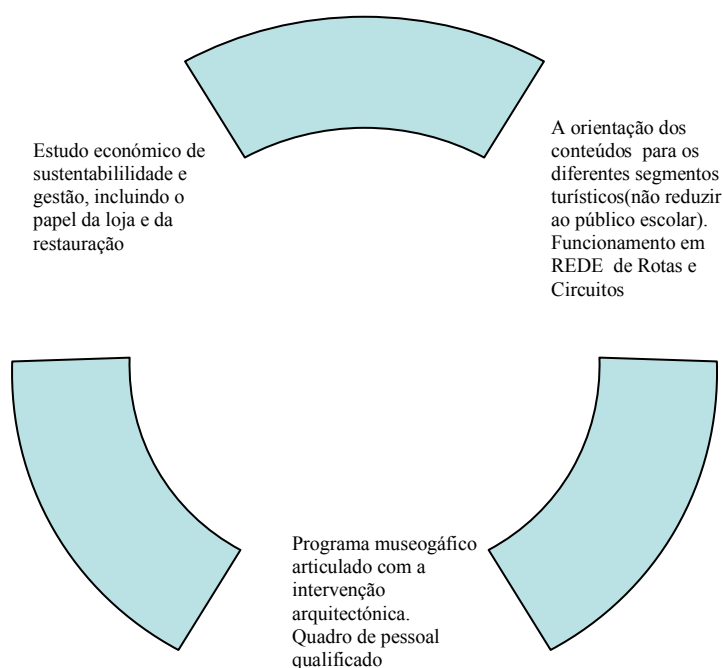 Estudo económico de
sustentabililidade e
gestão, incluindo o
papel da loja e da
restauração
A orientação dos
conteúdos para os
diferentes segmentos
turísticos(não reduzir
ao público escolar).
Funcionamento em
REDE de Rotas e
Circuitos
Programa museogáfico
articulado com a
intervenção
arquitectónica.
Quadro de pessoal
qualificado